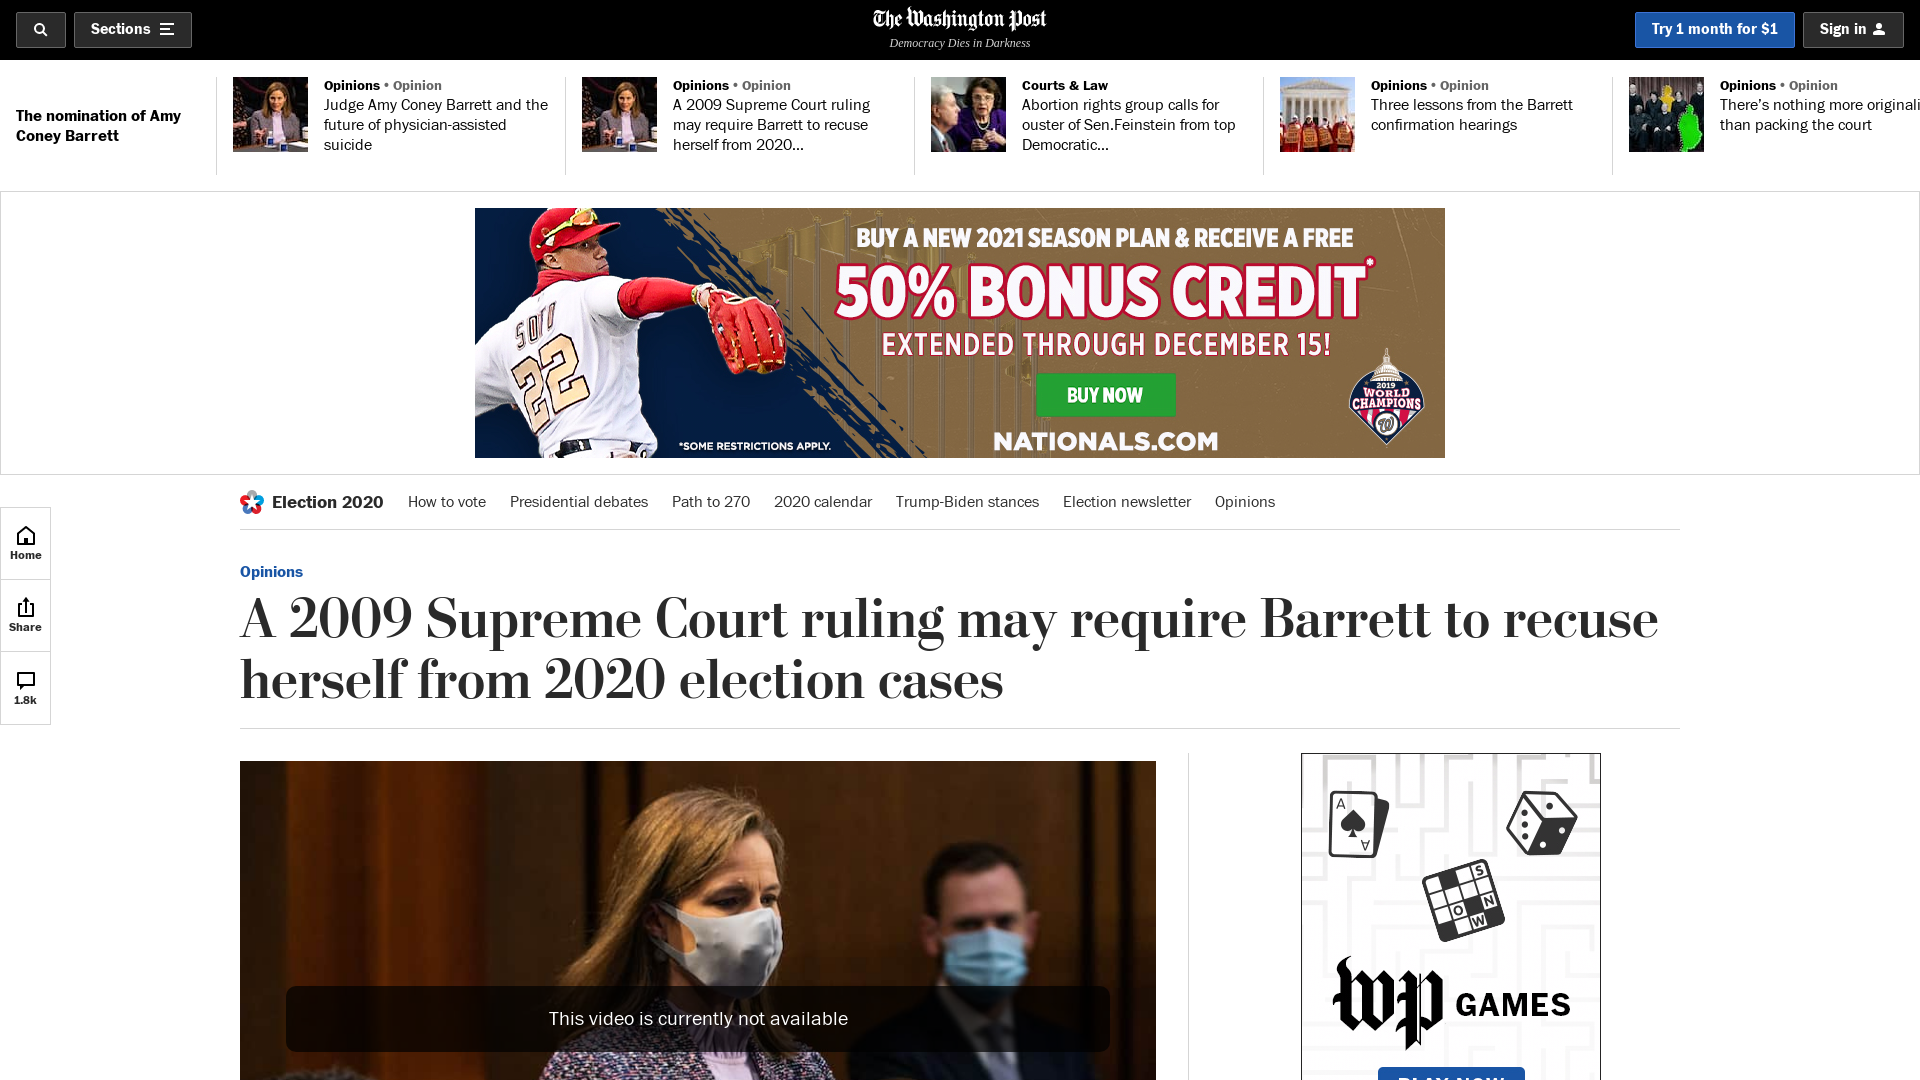 Sections
The Washington Post
Democracy Dies in Darkness
Try 1 month for $1
Sign in
The nomination of Amy
Coney Barrett
Opinions • Opinion
Judge Amy Coney Barrett and the
future of physician-assisted
suicide
Opinions • Opinion
A 2009 Supreme Court ruling
may require Barrett to recuse
herself from 2020...
Courts & Law
Abortion rights group calls for
ouster of Sen.Feinstein from top
Democratic...
Opinions • Opinion
Three lessons from the Barrett
confirmation hearings
Opinions • Opinion
There’s nothing more originali
than packing the court
SOTO
22
BUY A NEW 2021 SEASON PLAN & RECEIVE A FREE
50% BONUS CREDIT*
EXTENDED THROUGH DECEMBER 15!
BUY NOW
2019
WORLD
CHAMPIONS
W
*SOME RESTRICTIONS APPLY.
NATIONALS.COM
Election 2020
How to vote
Presidential debates
Path to 270
2020 calendar
Trump-Biden stances
Election newsletter
Opinions
Home
Share
1.8k
Opinions
A 2009 Supreme Court ruling may require Barrett to recuse
herself from 2020 election cases
This video is currently not available
A
A
S
O
N
W
wp GAMES
PLAY NOW